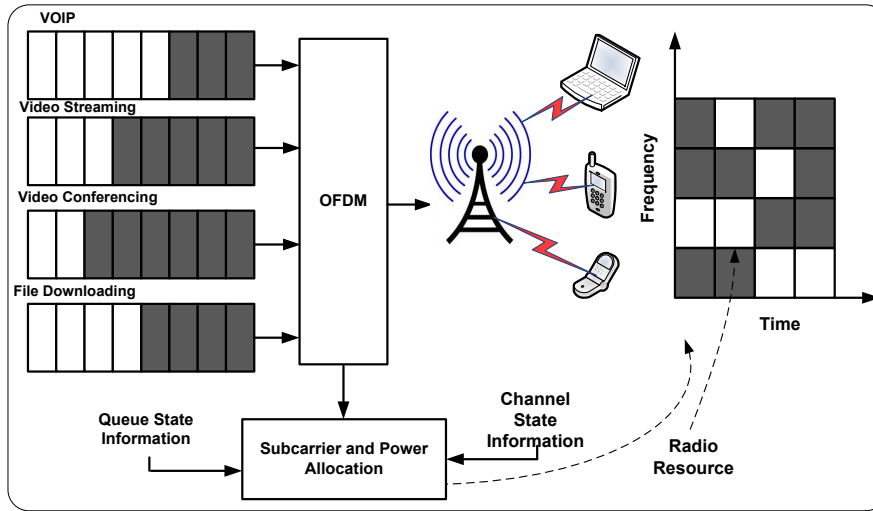 VOIP
Video Streaming
Video Conferencing
File Downloading
OFDM
Frequency
Time
Queue State
Information
Subcarrier and Power
Allocation
Channel
State
Information
Radio
Resource